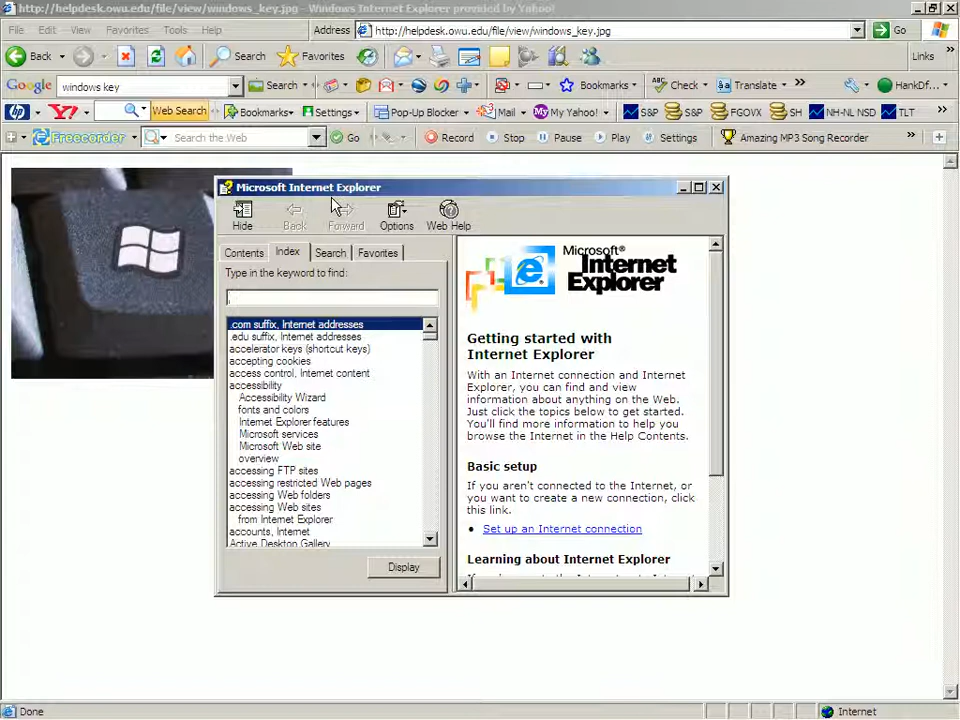 http://helpdesk.owu.edu/file/view/windows_key.jpg - Windows Internet Explorer provided by Yahoo!
File Edit View Favorites Tools Help Address http://helpdesk.owu.edu/file/view/windows_key.jpg Go
Back Search Favorites Links
Google windows key Search Bookmarks Check Translate HankDf...
hp Y! Web Search Bookmarks Settings Pop-Up Blocker Mail My Yahoo! S&P S&P FGOVX SH NH-NL NSD TLT
Freecorder Search the Web Go Record Stop Pause Play Settings Amazing MP3 Song Recorder
Microsoft Internet Explorer
Hide Back Forward Options Web Help
Contents Index Search Favorites
Type in the keyword to find:
.com suffix, Internet addresses
.edu suffix, Internet addresses
accelerator keys (shortcut keys)
accepting cookies
access control, Internet content
accessibility
Accessibility Wizard
fonts and colors
Internet Explorer features
Microsoft services
Microsoft Web site
overview
accessing FTP sites
accessing restricted Web pages
accessing Web folders
accessing Web sites
from Internet Explorer
accounts, Internet
Active Desktop Gallery
Display
Microsoft®
Internet
Explorer
Getting started with
Internet Explorer
With an Internet connection and Internet
Explorer, you can find and view
information about anything on the Web.
Just click the topics below to get started.
You'll find more information to help you
browse the Internet in the Help Contents.
Basic setup
If you aren't connected to the Internet, or
you want to create a new connection, click
this link.
Set up an Internet connection
Learning about Internet Explorer
Done Internet